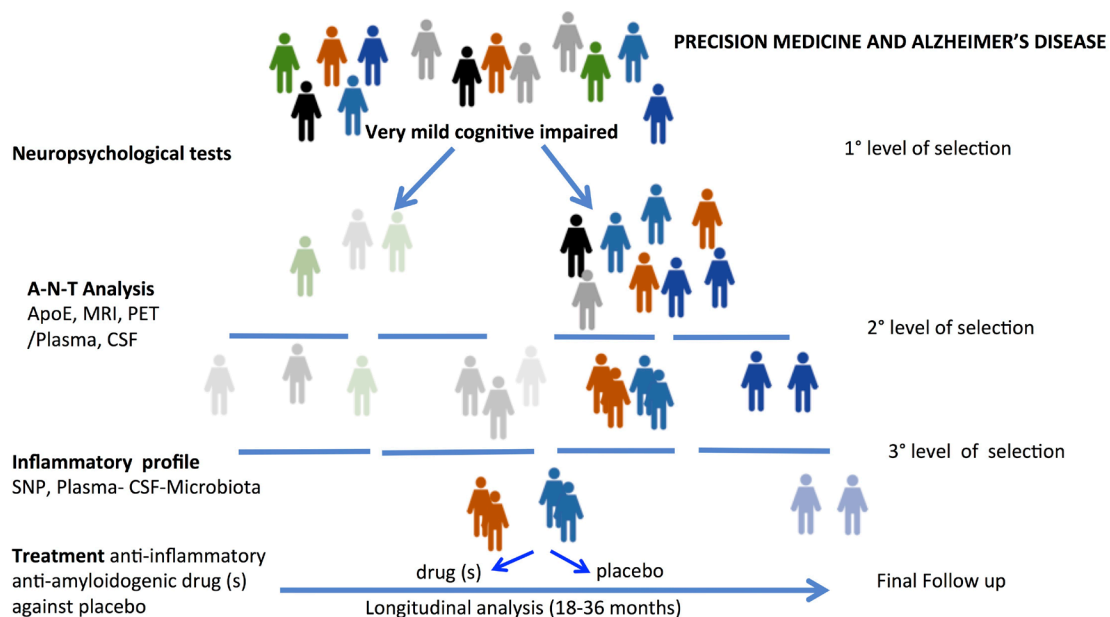 PRECISION MEDICINE AND ALZHEIMER'S DISEASE
Very mild cognitive impaired
Neuropsychological tests
1° level of selection
A-N-T Analysis
ApoE, MRI, PET
/Plasma, CSF
2° level of selection
Inflammatory profile
SNP, Plasma- CSF-Microbiota
3° level of selection
Treatment anti-inflammatory
anti-amyloidogenic drug (s)
against placebo
drug (s)
placebo
Longitudinal analysis (18-36 months)
Final Follow up